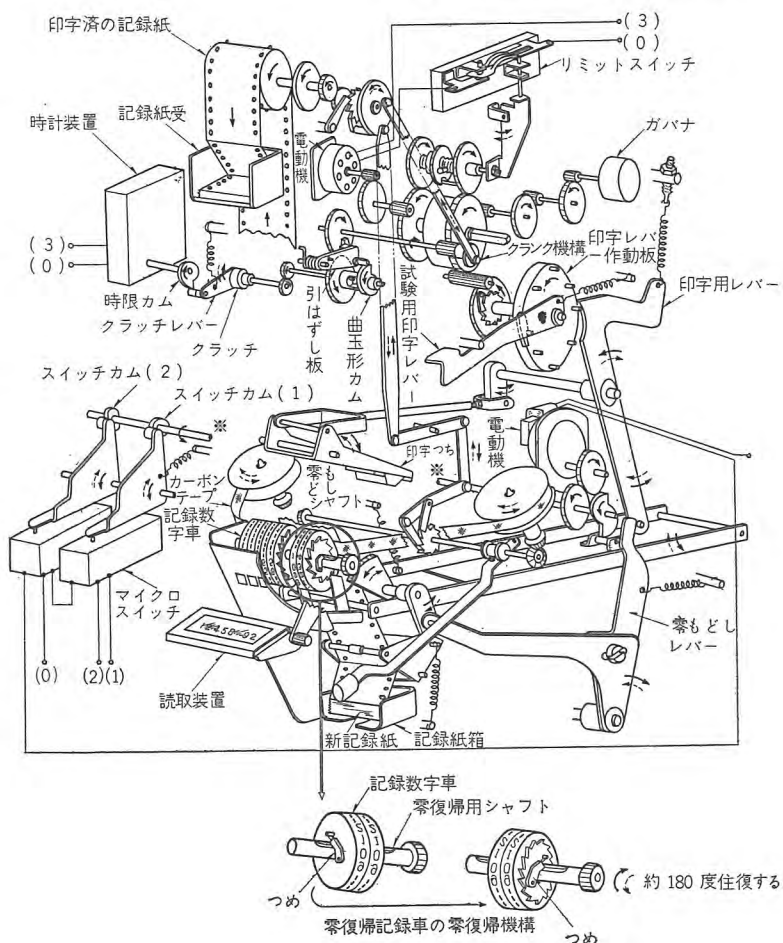 印字済の記録紙
(3)
(0)
リミットスイッチ
記録紙受
時計装置
電動機
ガバナ
(3)
(0)
クランク機構
印字レバー作動板
印字用レバー
時限カム
クラッチレバー
クラッチ
引はずし板
曲玉形カム
試験用印字レバー
スイッチカム(2)
スイッチカム(1)
※
カーボンテープ
零もどしシャフト
印字つち
※
電動機
記録数字車
マイクロスイッチ
(0)
(2)(1)
読取装置
零もどしレバー
新記録紙
記録紙箱
記録数字車
零復帰用シャフト
つめ
約180度住復する
零復帰記録車の零復帰機構
つめ